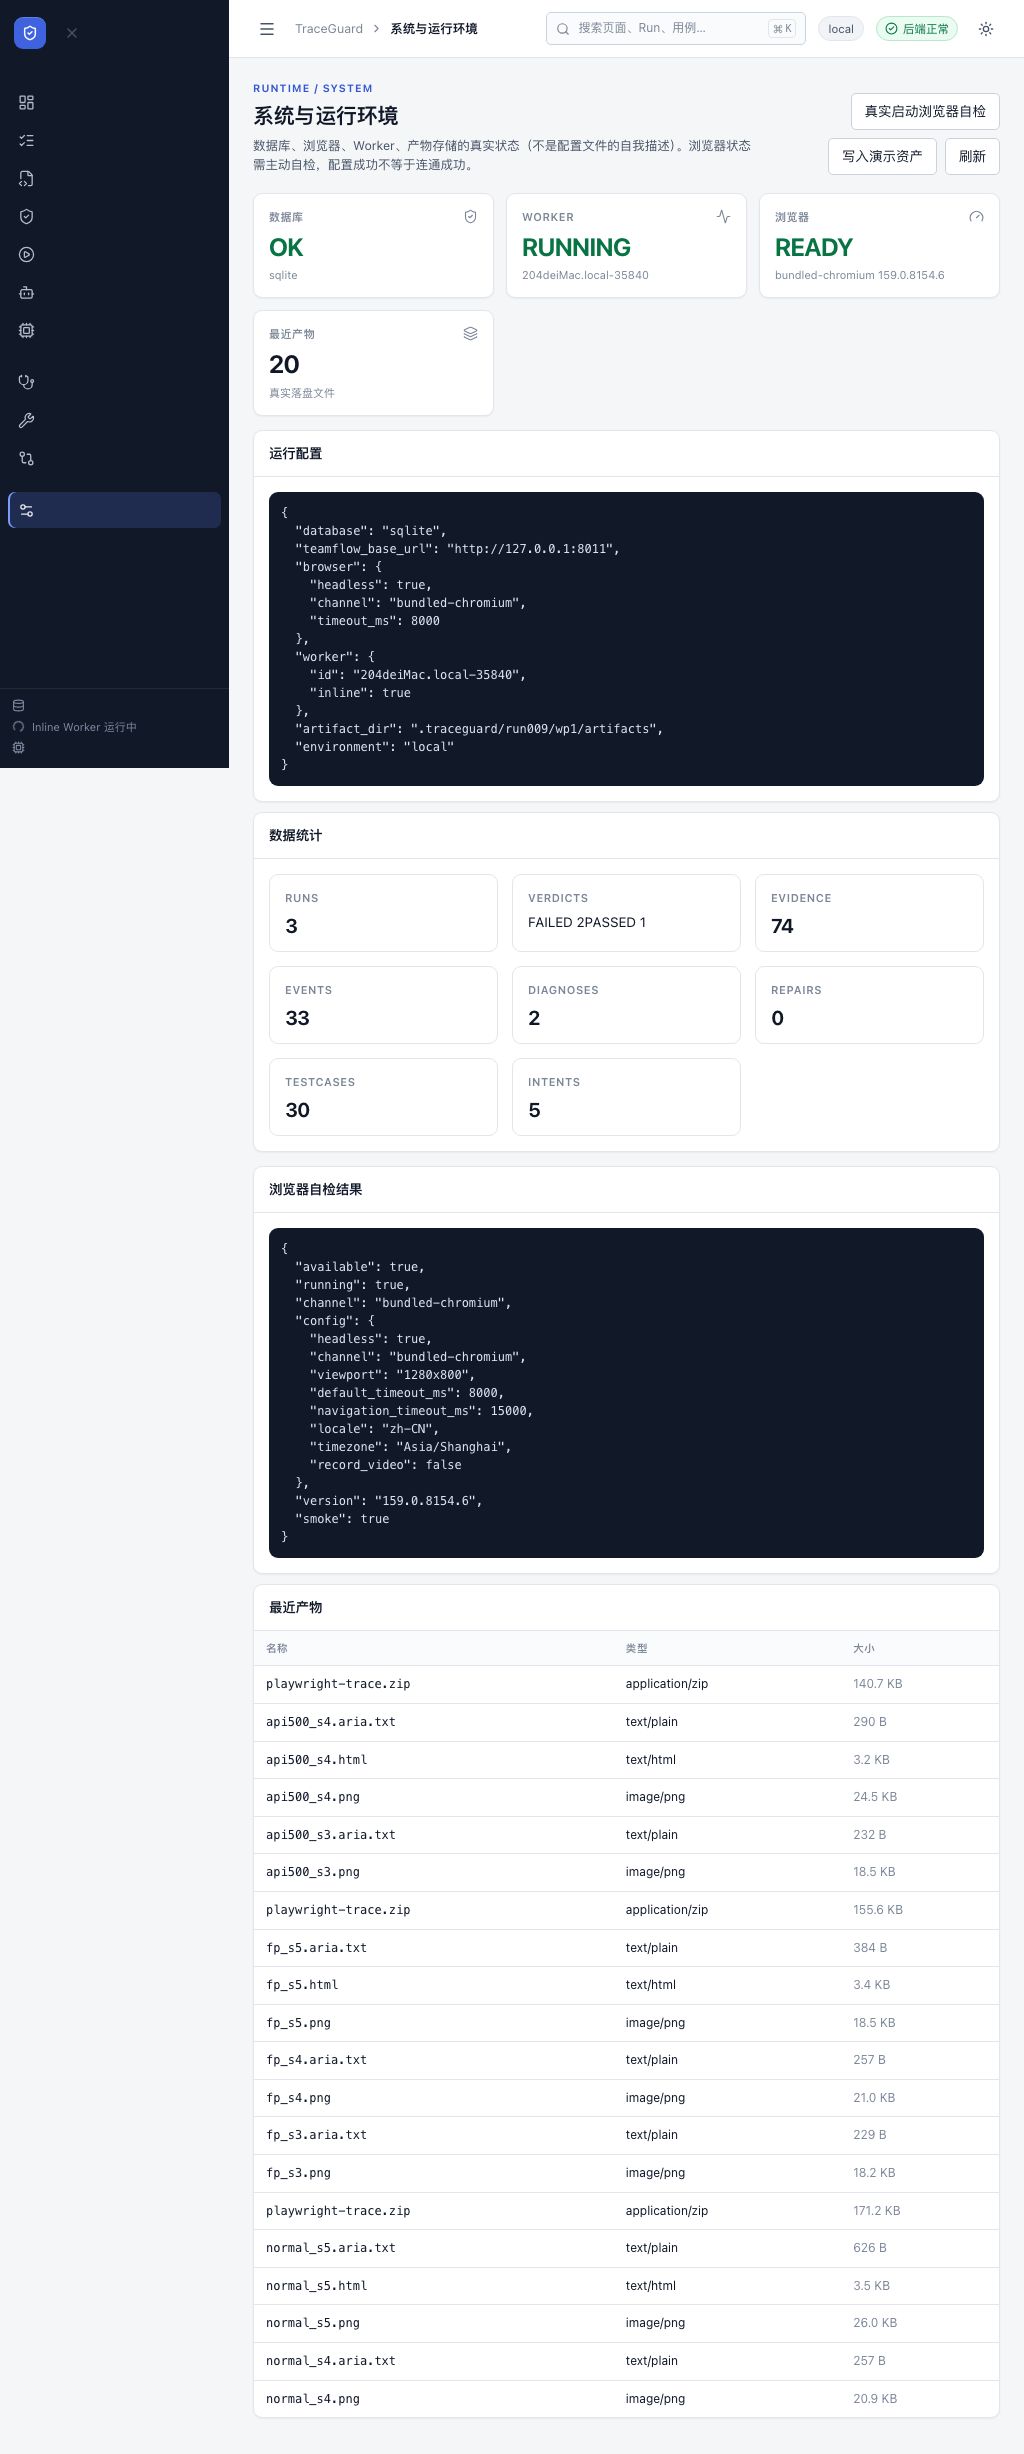 TraceGuard > 系统与运行环境
搜索页面、Run、用例...
⌘ K
local
后端正常
Inline Worker 运行中
RUNTIME / SYSTEM
系统与运行环境
数据库、浏览器、Worker、产物存储的真实状态（不是配置文件的自我描述）。浏览器状态
需主动自检，配置成功不等于连通成功。
真实启动浏览器自检
写入演示资产
刷新
数据库
OK
sqlite
WORKER
RUNNING
204deiMac.local-35840
浏览器
READY
bundled-chromium 159.0.8154.6
最近产物
20
真实落盘文件
运行配置
{
  "database": "sqlite",
  "teamflow_base_url": "http://127.0.0.1:8011",
  "browser": {
    "headless": true,
    "channel": "bundled-chromium",
    "timeout_ms": 8000
  },
  "worker": {
    "id": "204deiMac.local-35840",
    "inline": true
  },
  "artifact_dir": ".traceguard/run009/wp1/artifacts",
  "environment": "local"
}
数据统计
RUNS
3
VERDICTS
FAILED 2PASSED 1
EVIDENCE
74
EVENTS
33
DIAGNOSES
2
REPAIRS
0
TESTCASES
30
INTENTS
5
浏览器自检结果
{
  "available": true,
  "running": true,
  "channel": "bundled-chromium",
  "config": {
    "headless": true,
    "channel": "bundled-chromium",
    "viewport": "1280x800",
    "default_timeout_ms": 8000,
    "navigation_timeout_ms": 15000,
    "locale": "zh-CN",
    "timezone": "Asia/Shanghai",
    "record_video": false
  },
  "version": "159.0.8154.6",
  "smoke": true
}
最近产物
名称 类型 大小
playwright-trace.zip application/zip 140.7 KB
api500_s4.aria.txt text/plain 290 B
api500_s4.html text/html 3.2 KB
api500_s4.png image/png 24.5 KB
api500_s3.aria.txt text/plain 232 B
api500_s3.png image/png 18.5 KB
playwright-trace.zip application/zip 155.6 KB
fp_s5.aria.txt text/plain 384 B
fp_s5.html text/html 3.4 KB
fp_s5.png image/png 18.5 KB
fp_s4.aria.txt text/plain 257 B
fp_s4.png image/png 21.0 KB
fp_s3.aria.txt text/plain 229 B
fp_s3.png image/png 18.2 KB
playwright-trace.zip application/zip 171.2 KB
normal_s5.aria.txt text/plain 626 B
normal_s5.html text/html 3.5 KB
normal_s5.png image/png 26.0 KB
normal_s4.aria.txt text/plain 257 B
normal_s4.png image/png 20.9 KB